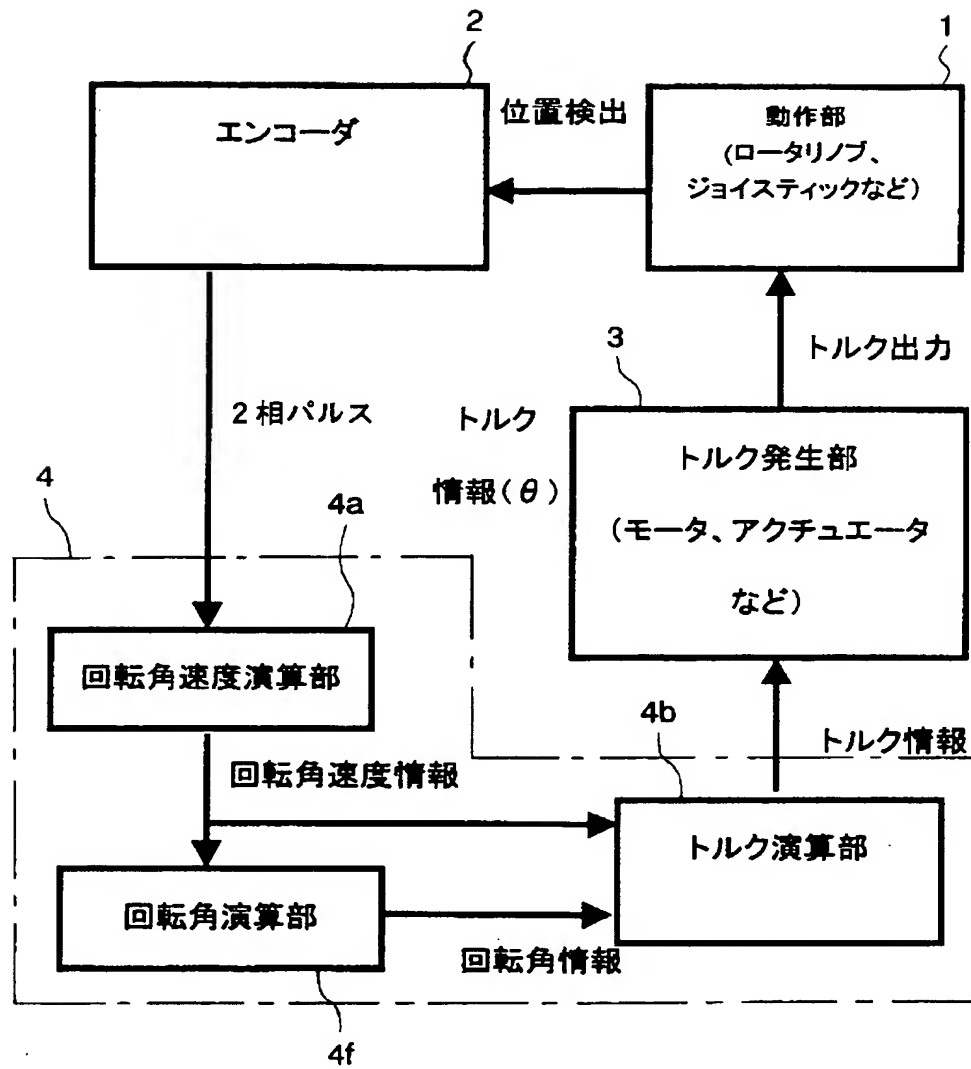 2
1
エンコーダ
位置検出
動作部
(ロータリノブ、
ジョイスティックなど)
3
トルク出力
2相パルス
トルク
情報(θ)
トルク発生部
(モータ、アクチュエータ
など)
4
4a
回転角速度演算部
4b
トルク情報
回転角速度情報
トルク演算部
回転角演算部
回転角情報
4f